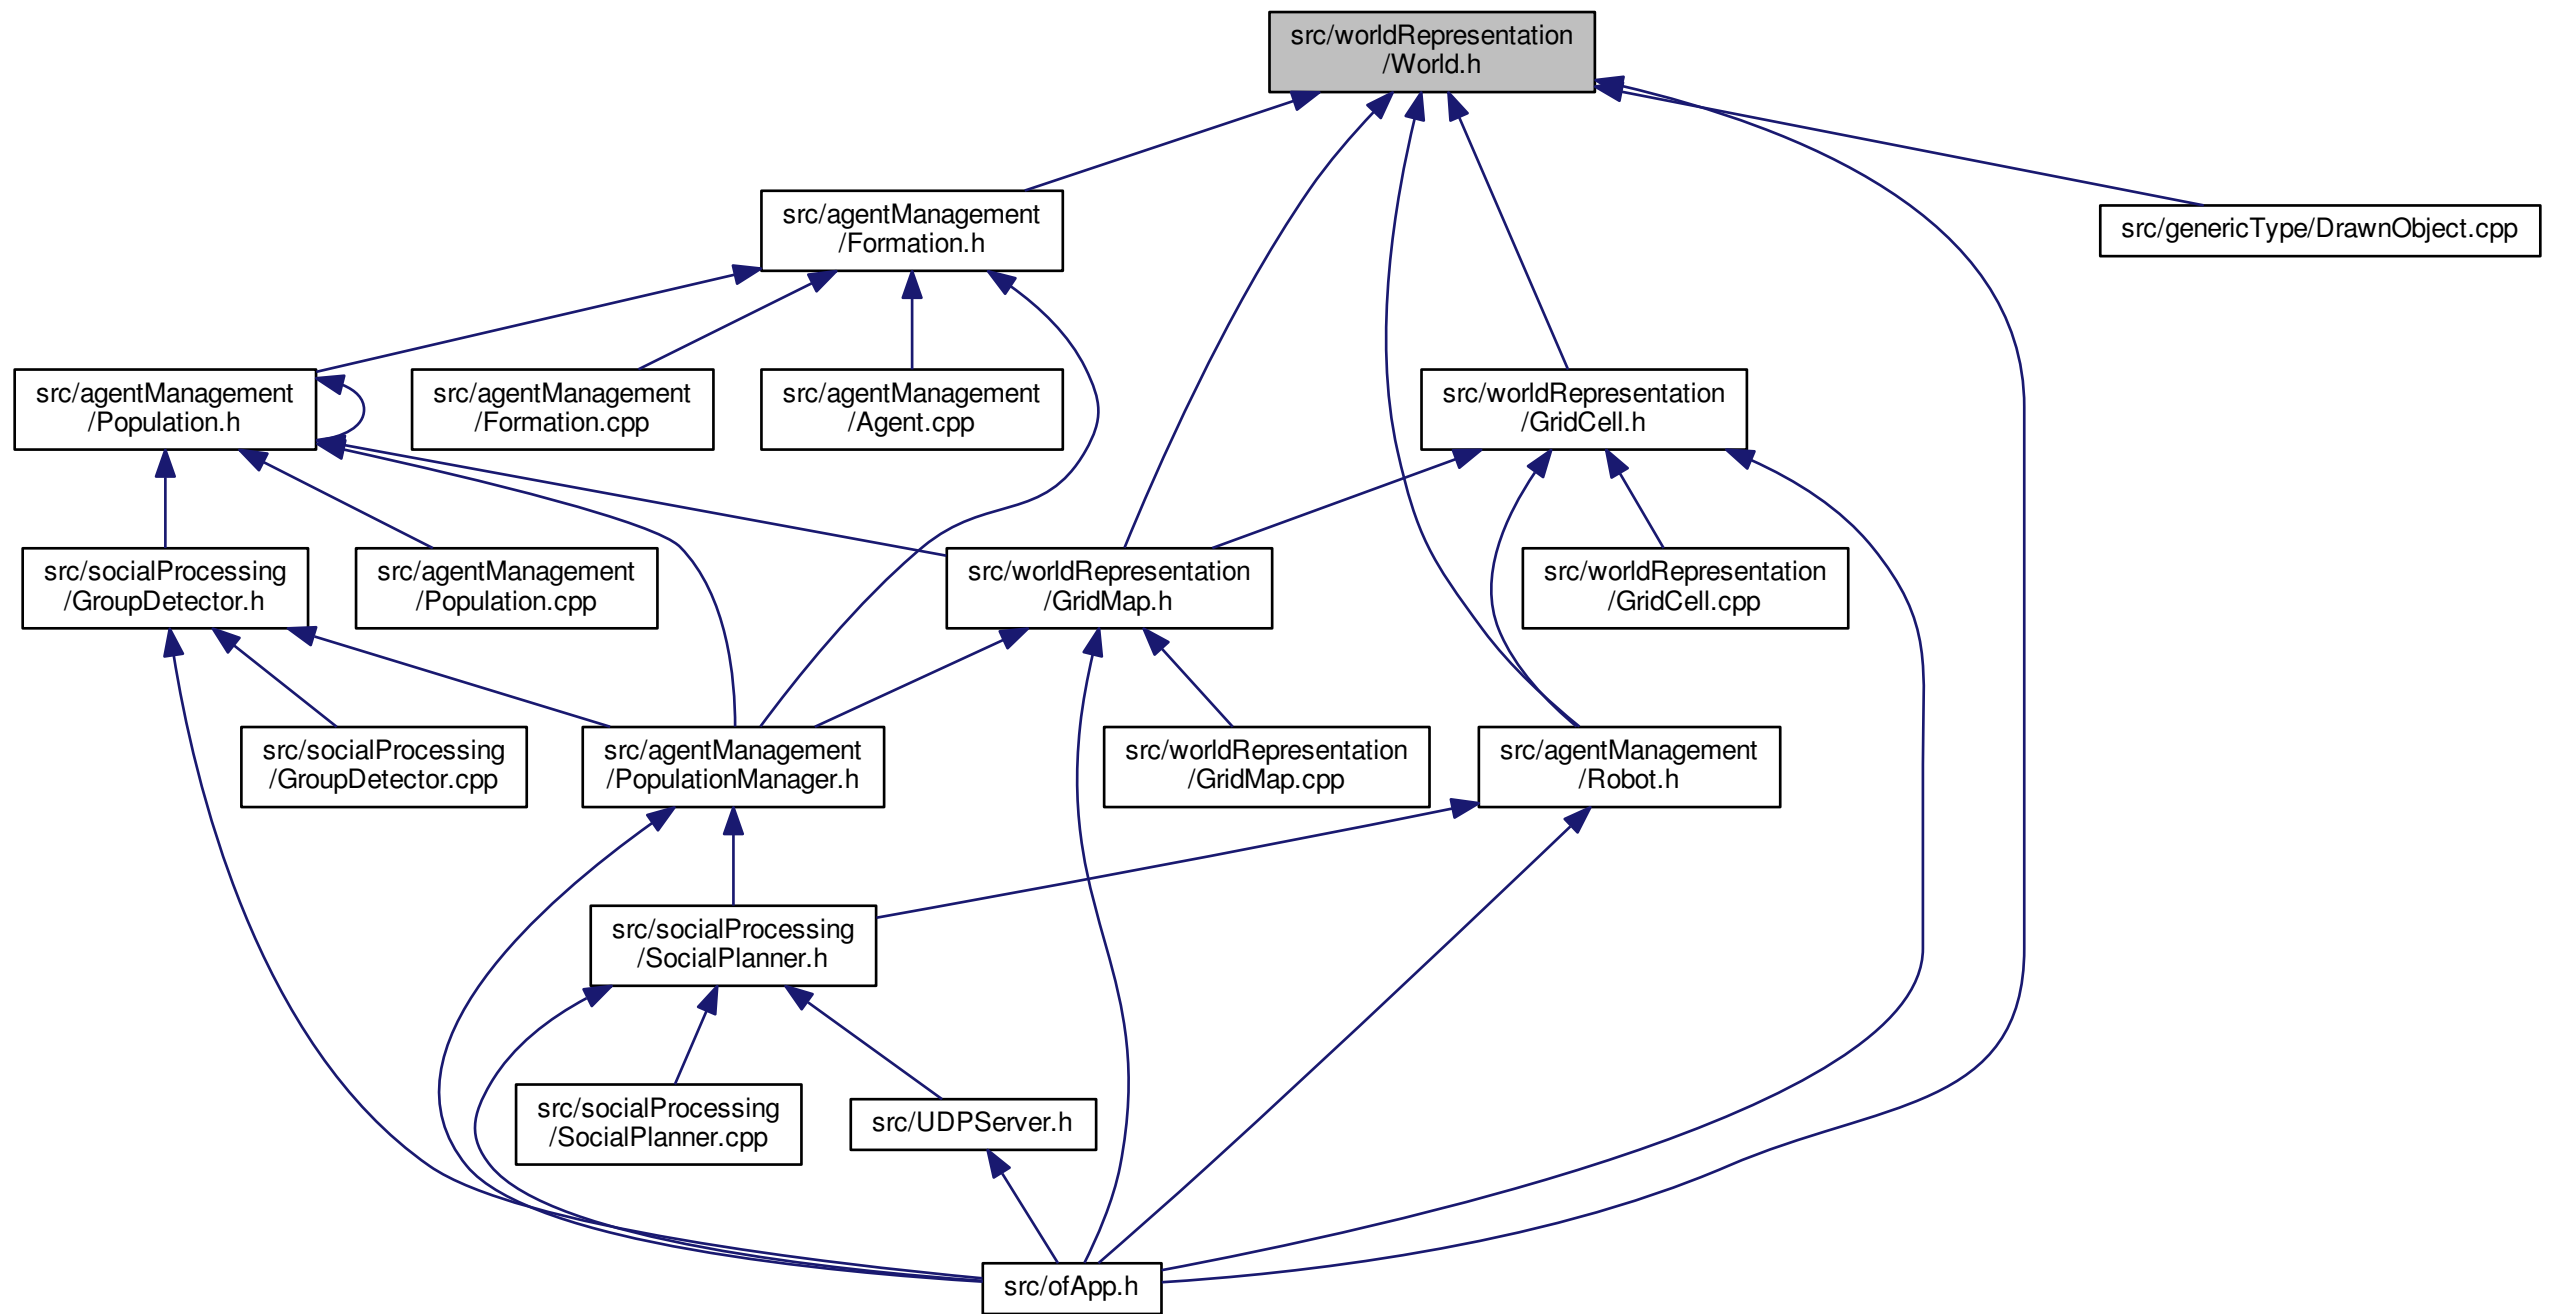 src/worldRepresentation
/World.h
src/agentManagement
/Formation.h
src/genericType/DrawnObject.cpp
src/agentManagement
/Population.h
src/agentManagement
/Formation.cpp
src/agentManagement
/Agent.cpp
src/worldRepresentation
/GridCell.h
src/socialProcessing
/GroupDetector.h
src/agentManagement
/Population.cpp
src/worldRepresentation
/GridMap.h
src/worldRepresentation
/GridCell.cpp
src/socialProcessing
/GroupDetector.cpp
src/agentManagement
/PopulationManager.h
src/worldRepresentation
/GridMap.cpp
src/agentManagement
/Robot.h
src/socialProcessing
/SocialPlanner.h
src/socialProcessing
/SocialPlanner.cpp
src/UDPServer.h
src/ofApp.h